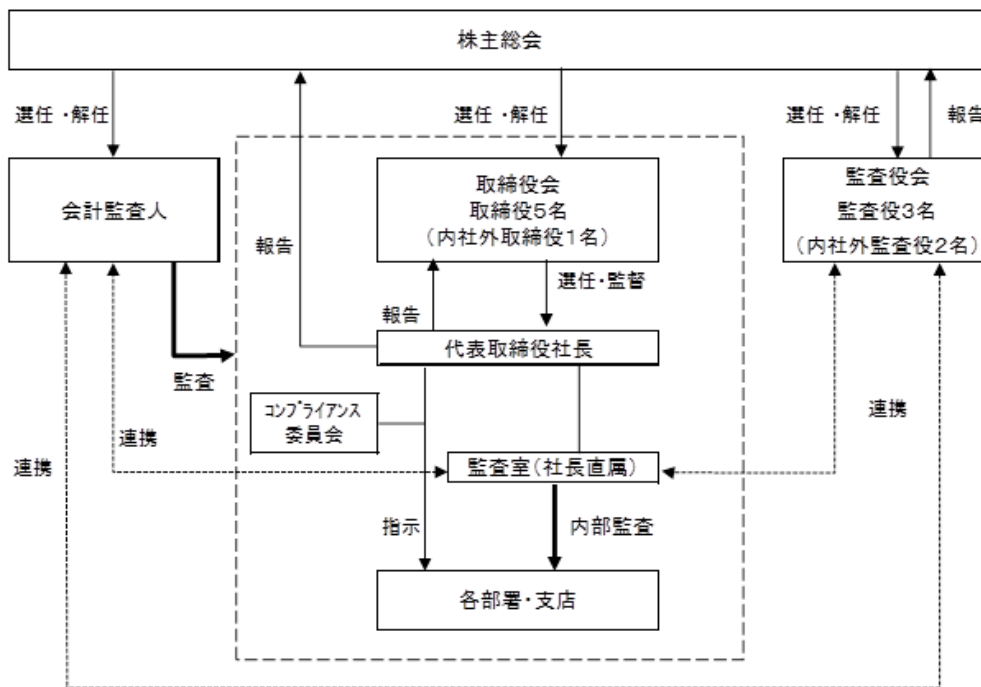 株主総会
選任・解任
選任・解任
選任・解任
報告
会計監査人
取締役会
取締役5名
（内社外取締役1名）
監査役会
監査役3名
（内社外監査役2名）
報告
選任・監督
報告
代表取締役社長
監査
コンプライアンス
委員会
連携
連携
連携
監査室（社長直属）
指示
内部監査
各部署・支店